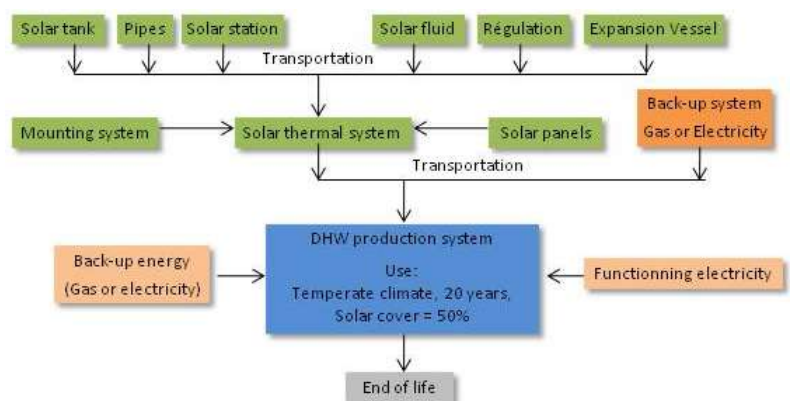 Solar tank
Pipes
Solar station
Solar fluid
Régulation
Expansion Vessel
Transportation
Back-up system
Gas or Electricity
Mounting system
Solar thermal system
Solar panels
Transportation
DHW production system
Use:
Temperate climate, 20 years,
Solar cover = 50%
Back-up energy
(Gas or electricity)
Functionning electricity
End of life